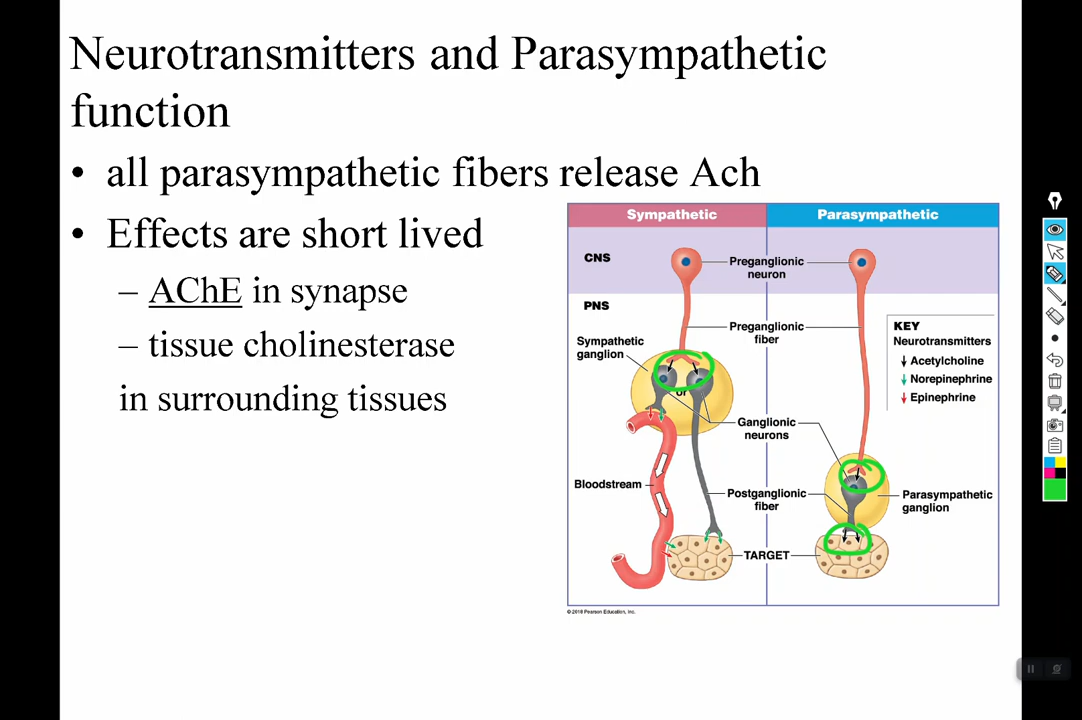 Neurotransmitters and Parasympathetic
function
• all parasympathetic fibers release Ach
• Effects are short lived
– AChE in synapse
– tissue cholinesterase
in surrounding tissues
Sympathetic
Parasympathetic
CNS
Preganglionic
neuron
PNS
Preganglionic
fiber
Sympathetic
ganglion
KEY
Neurotransmitters
Acetylcholine
Norepinephrine
Epinephrine
or
Ganglionic
neurons
Bloodstream
Postganglionic
fiber
Parasympathetic
ganglion
TARGET
© 2018 Pearson Education, Inc.